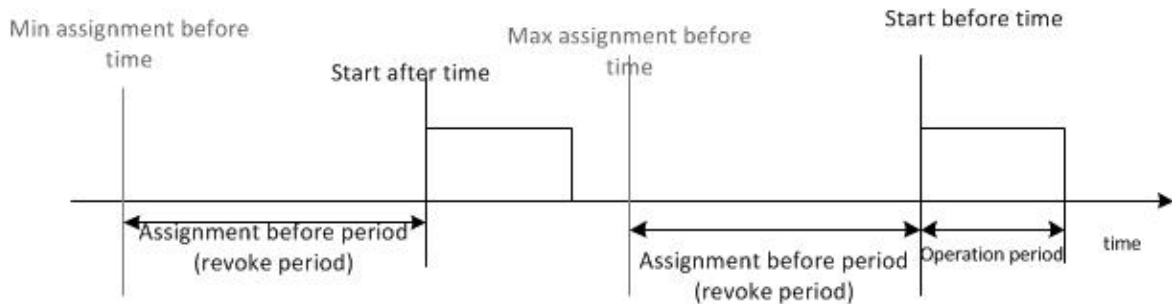 Min assignment before
time
Start after time
Max assignment before
time
Start before time
Assignment before period
(revoke period)
Assignment before period
(revoke period)
Operation period
time